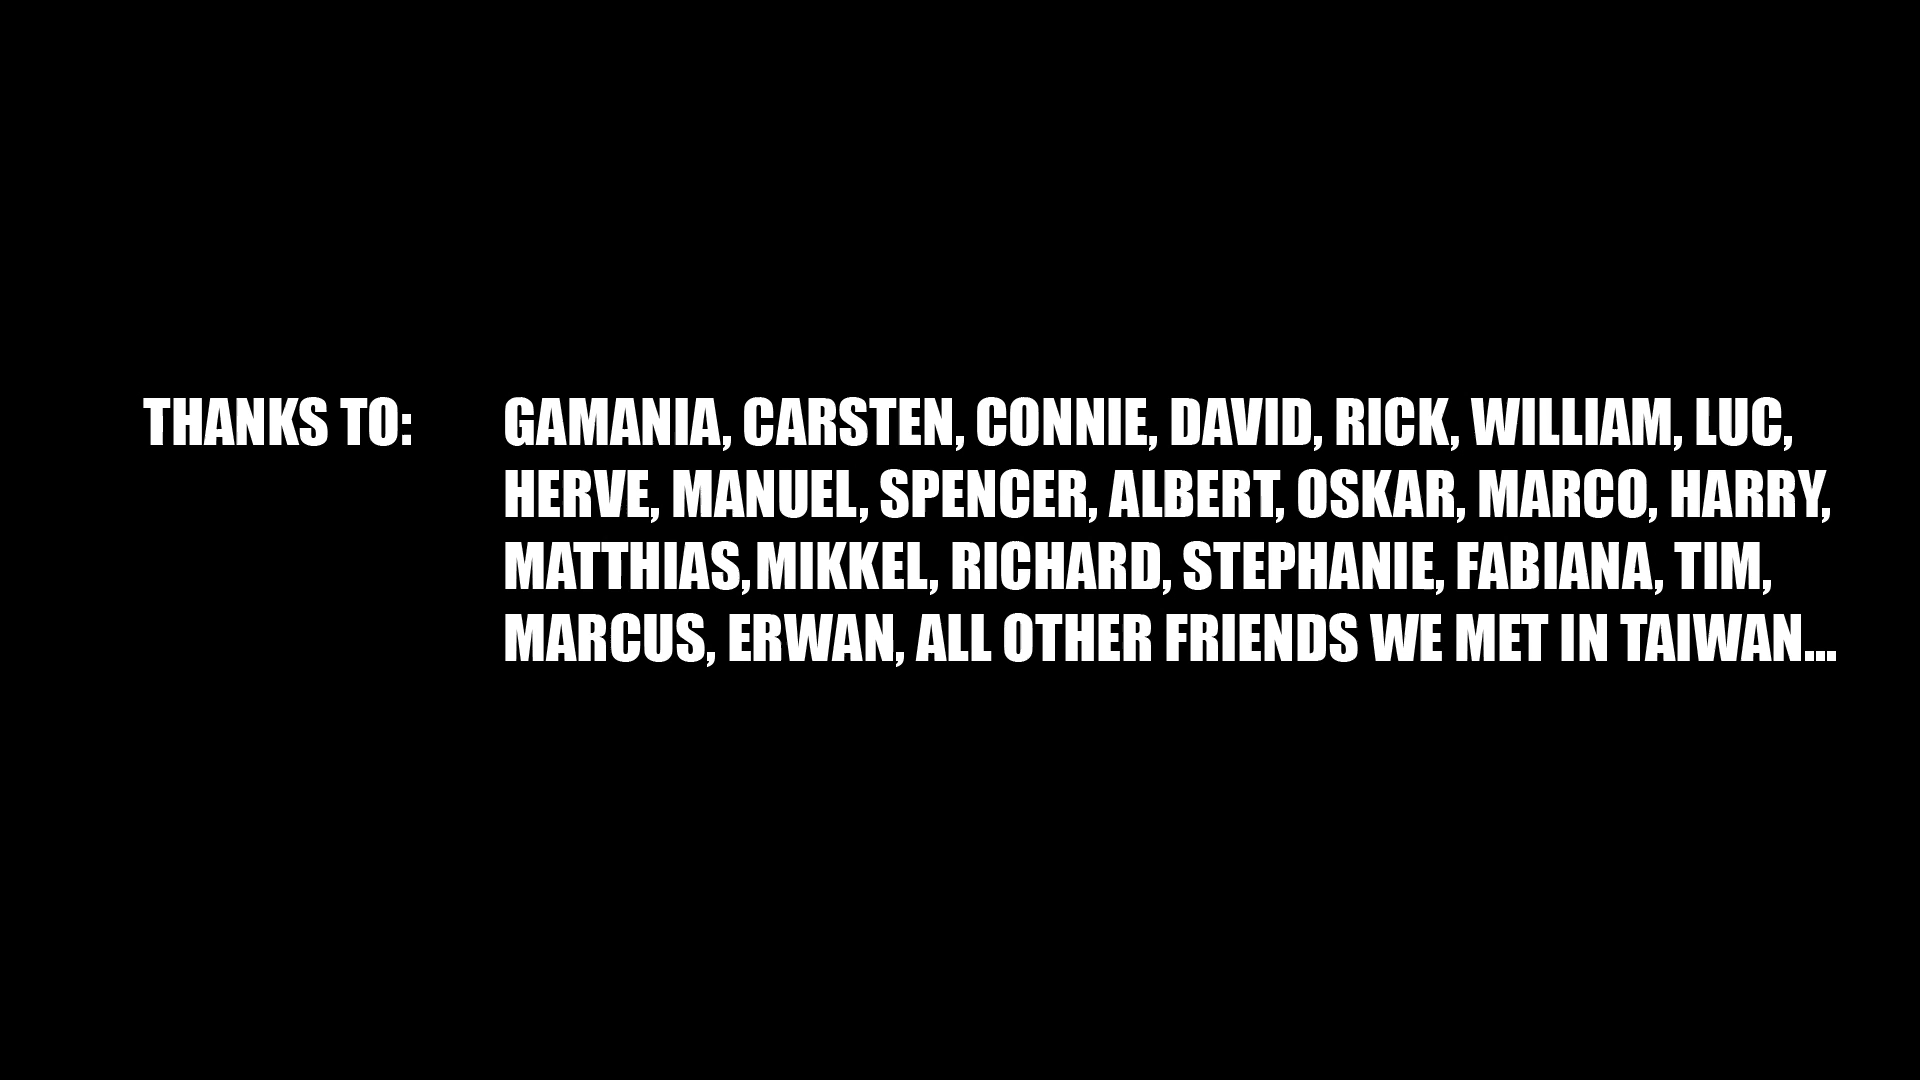 THANKS TO: GAMANIA, CARSTEN, CONNIE, DAVID, RICK, WILLIAM, LUC,
HERVE, MANUEL, SPENCER, ALBERT, OSKAR, MARCO, HARRY,
MATTHIAS, MIKKEL, RICHARD, STEPHANIE, FABIANA, TIM,
MARCUS, ERWAN, ALL OTHER FRIENDS WE MET IN TAIWAN...